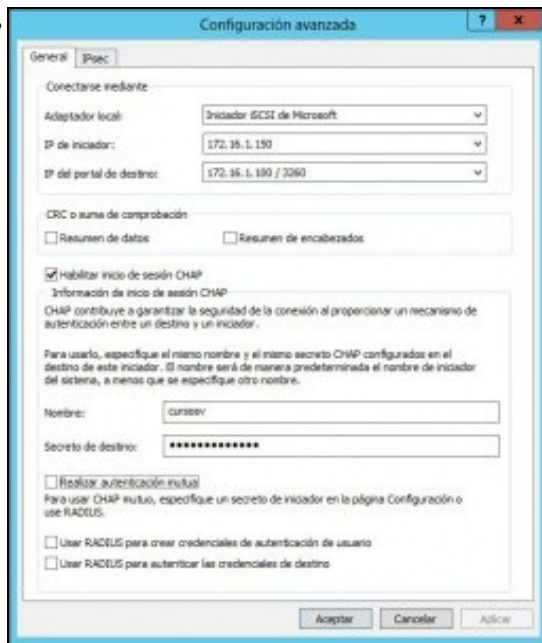 Configuración avanzada
? x
General IPsec
Conectarse mediante
Adaptador local: Iniciador iSCSI de Microsoft
IP de iniciador: 172.16.1.150
IP del portal de destino: 172.16.1.100 / 3260
CRC o suma de comprobación
Resumen de datos Resumen de encabezados
Habilitar inicio de sesión CHAP
Información de inicio de sesión CHAP
CHAP contribuye a garantizar la seguridad de la conexión al proporcionar un mecanismo de
autenticación entre un destino y un iniciador.
Para usarlo, especifique el mismo nombre y el mismo secreto CHAP configurados en el
destino de este iniciador. El nombre será de manera predeterminada el nombre de iniciador
del sistema, a menos que se especifique otro nombre.
Nombre:
Secreto de destino: •••••••••••••
Realizar autenticación mutua
Para usar CHAP mutuo, especifique un secreto de iniciador en la página Configuración o
use RADIUS.
Usar RADIUS para crear credenciales de autenticación de usuario
Usar RADIUS para autenticar las credenciales de destino
Aceptar Cancelar Aplicar